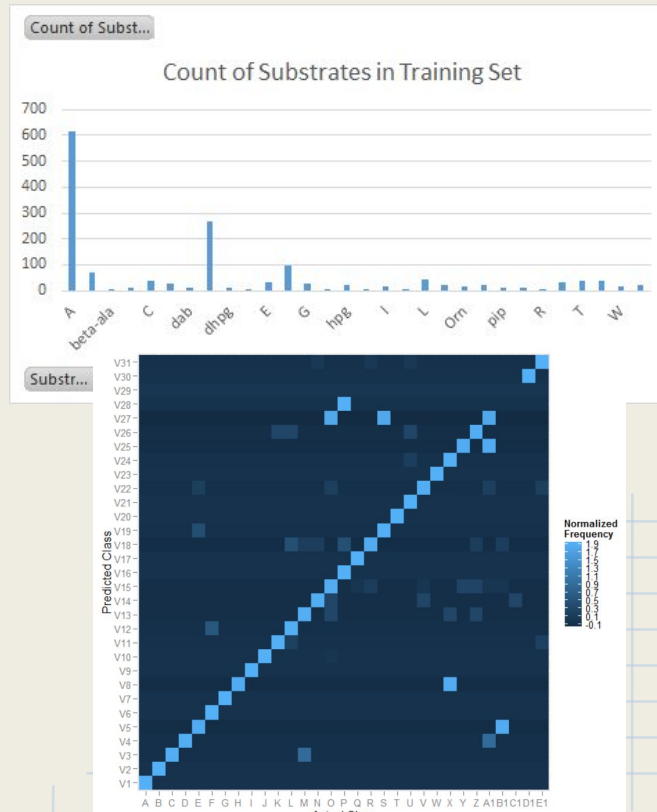 Count of Subst...
Count of Substrates in Training Set
700
600
500
400
300
200
100
0
A
beta-ala
C
dab
dhpg
E
G
hpg
I
L
Orn
pip
R
T
W
Substr...
Predicted Class
V31
V30
V29
V28
V27
V26
V25
V24
V23
V22
V21
V20
V19
V18
V17
V16
V15
V14
V13
V12
V11
V10
V9
V8
V7
V6
V5
V4
V3
V2
V1
A B C D E F G H I J K L M N O P Q R S T U V W X Y Z A1 B1 C1 D1 E1
Normalized
Frequency
1.9
1.7
1.5
1.3
1.1
0.9
0.7
0.5
0.3
0.1
-0.1